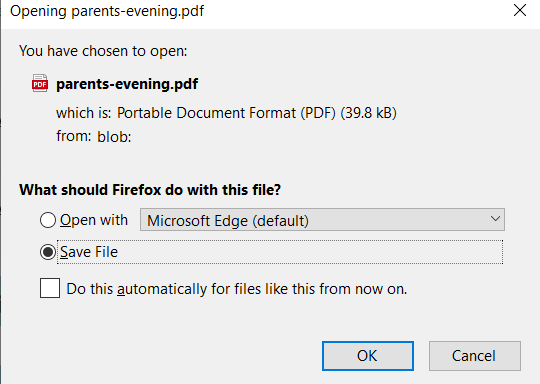 Opening parents-evening.pdf
You have chosen to open:
PDF
parents-evening.pdf
which is: Portable Document Format (PDF) (39.8 kB)
from: blob:
What should Firefox do with this file?
Open with Microsoft Edge (default)
Save File
Do this automatically for files like this from now on.
OK Cancel